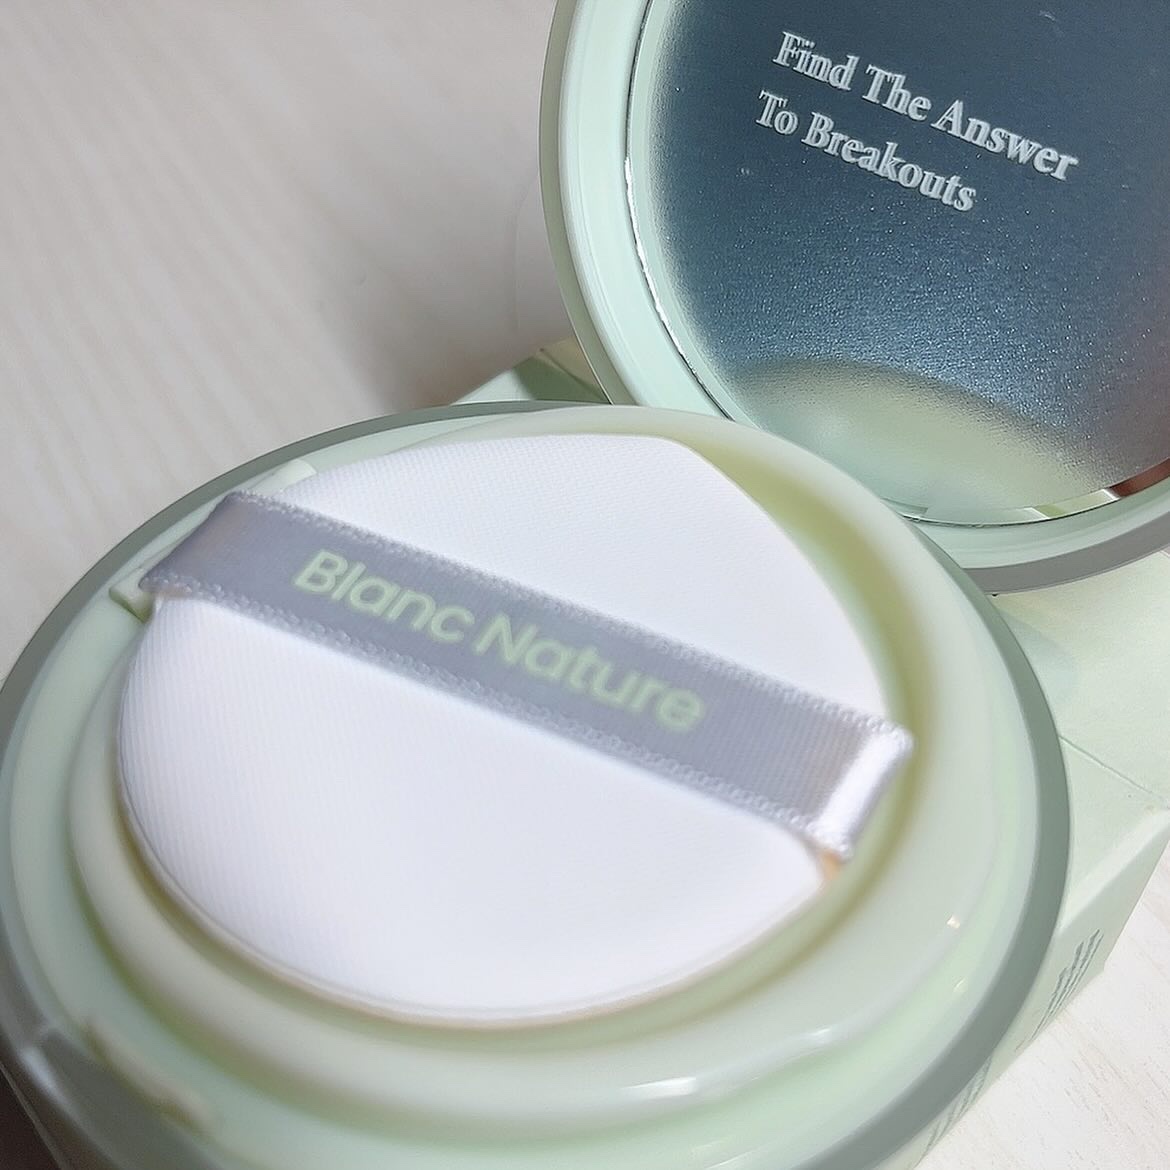 Find The Answer
To Breakouts
Blanc Nature